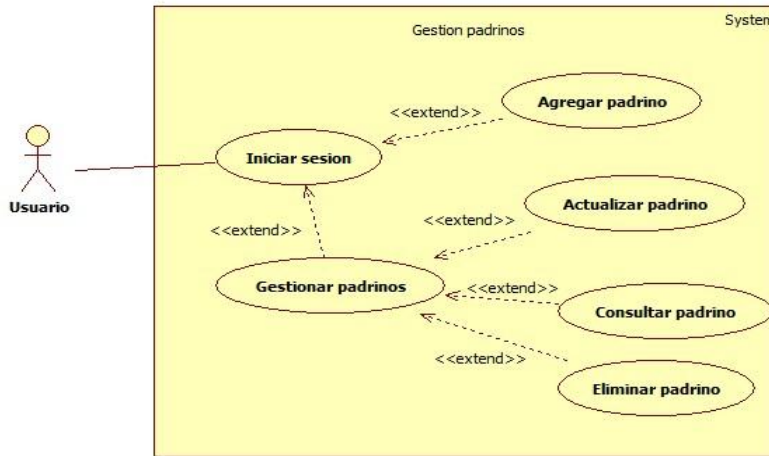 System
Gestion padrinos
Agregar padrino
<<extend>>
Iniciar sesion
Usuario
Actualizar padrino
<<extend>>
<<extend>>
Gestionar padrinos
<<extend>>
Consultar padrino
<<extend>>
Eliminar padrino